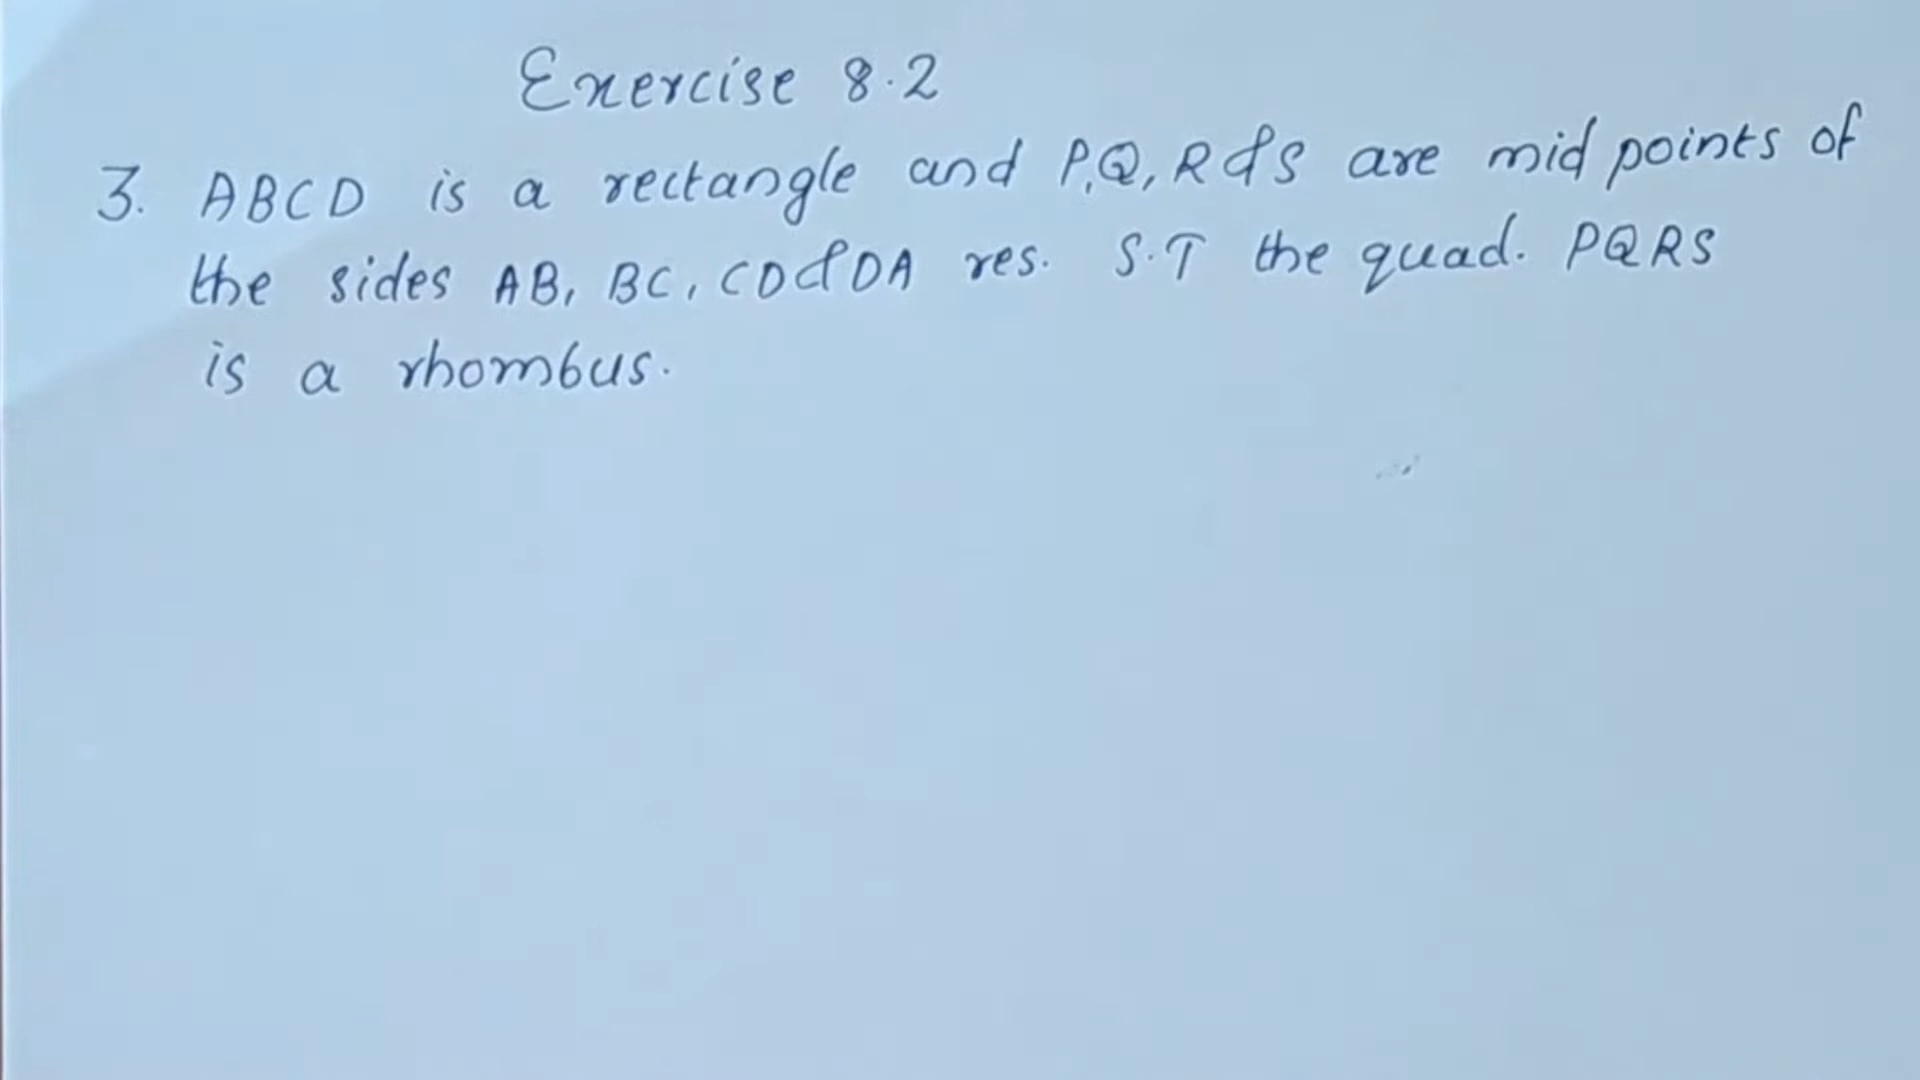 Exercise 8.2
3. ABCD is a rectangle and P,Q, R & S are mid points of
the sides AB, BC, CD & DA res. S.T the quad. PQRS
is a rhombus.